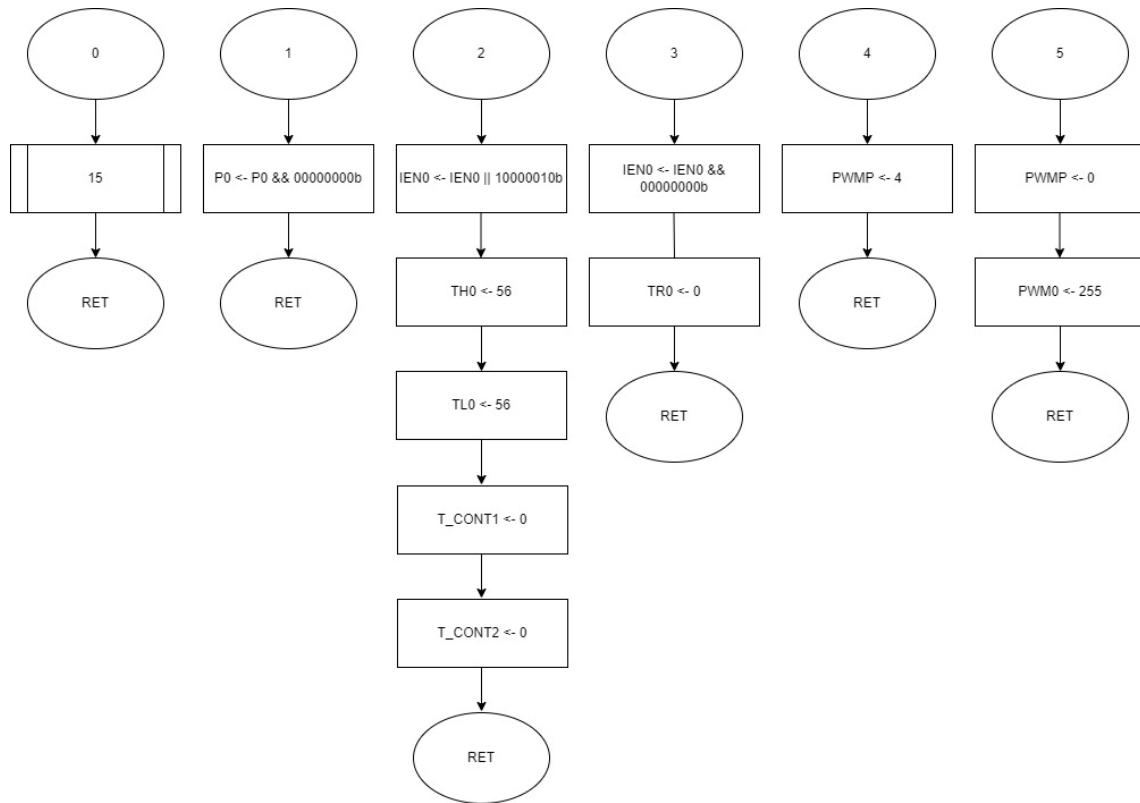 0
1
2
3
4
5
15
P0 <- P0 && 00000000b
IEN0 <- IEN0 || 10000010b
IEN0 <- IEN0 &&
00000000b
PWMP <- 4
PWMP <- 0
RET
RET
TH0 <- 56
TR0 <- 0
RET
PWM0 <- 255
TL0 <- 56
RET
RET
T_CONT1 <- 0
T_CONT2 <- 0
RET